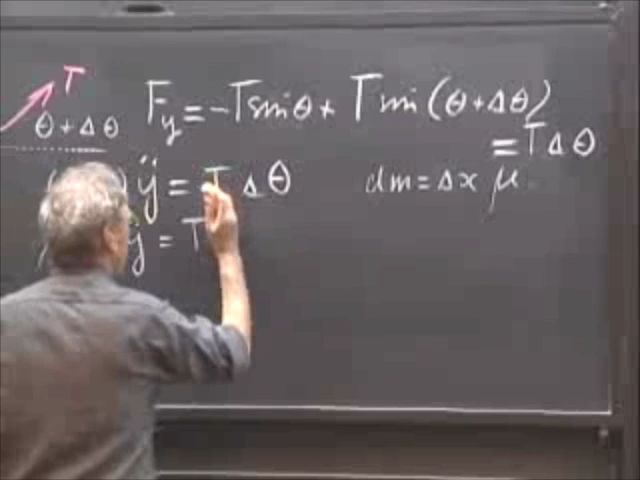 T
θ + Δθ
F_y = -T sin θ + T sin (θ + Δθ)
= T Δθ
ÿ = T Δθ
dm = Δx μ
ÿ = T